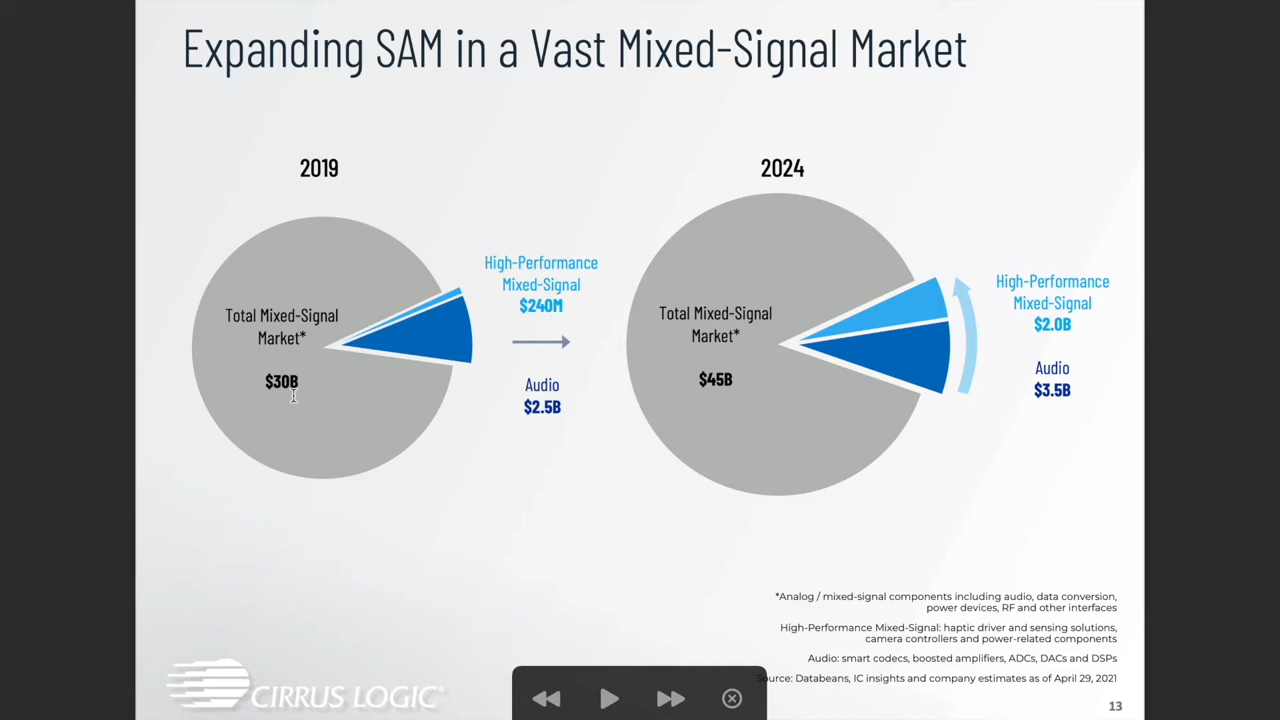 Expanding SAM in a Vast Mixed-Signal Market
2019
Total Mixed-Signal
Market*
$30B
High-Performance
Mixed-Signal
$240M
Audio
$2.5B
2024
Total Mixed-Signal
Market*
$45B
High-Performance
Mixed-Signal
$2.0B
Audio
$3.5B
*Analog / mixed-signal components including audio, data conversion,
power devices, RF and other interfaces
High-Performance Mixed-Signal: haptic driver and sensing solutions,
camera controllers and power-related components
Audio: smart codecs, boosted amplifiers, ADCs, DACs and DSPs
Source: Databeans, IC insights and company estimates as of April 29, 2021
CIRRUS LOGIC®
13